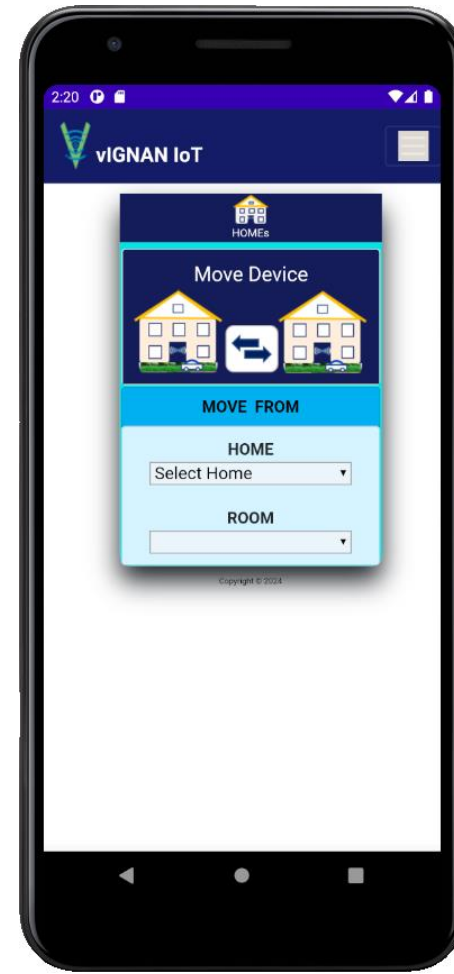 2:20
vIGNAN IoT
HOMEs
Move Device
MOVE FROM
HOME
Select Home
ROOM
Copyright © 2024